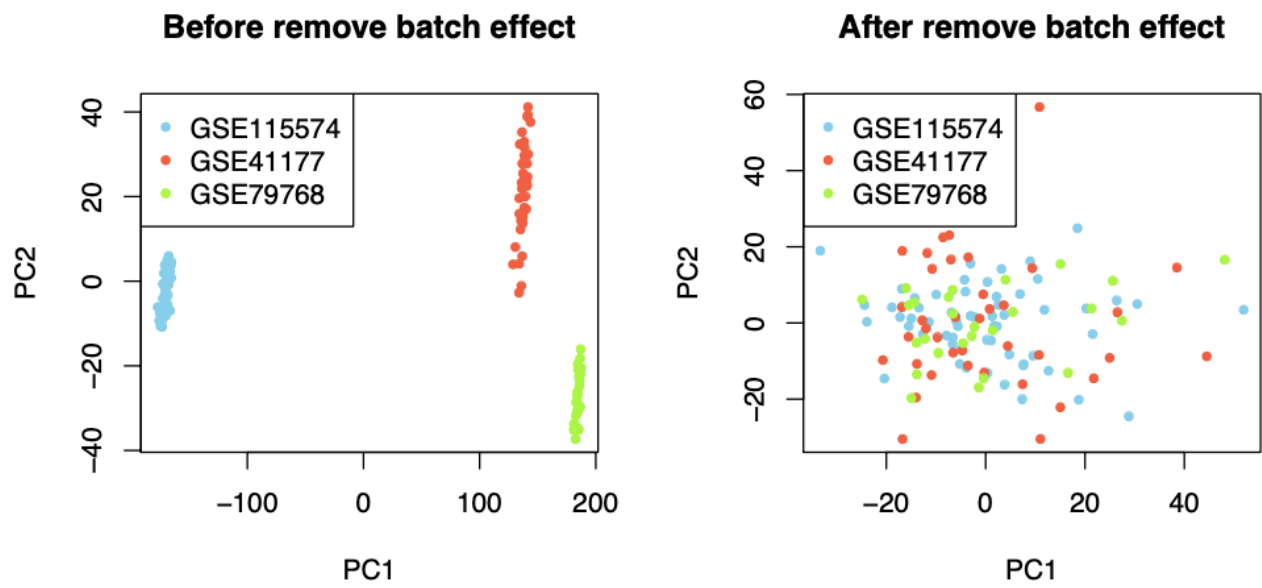 Before remove batch effect
GSE115574
GSE41177
GSE79768
40
20
0
−20
−40
PC2
−100
0
100
200
PC1
After remove batch effect
GSE115574
GSE41177
GSE79768
60
40
20
0
−20
PC2
−20
0
20
40
PC1